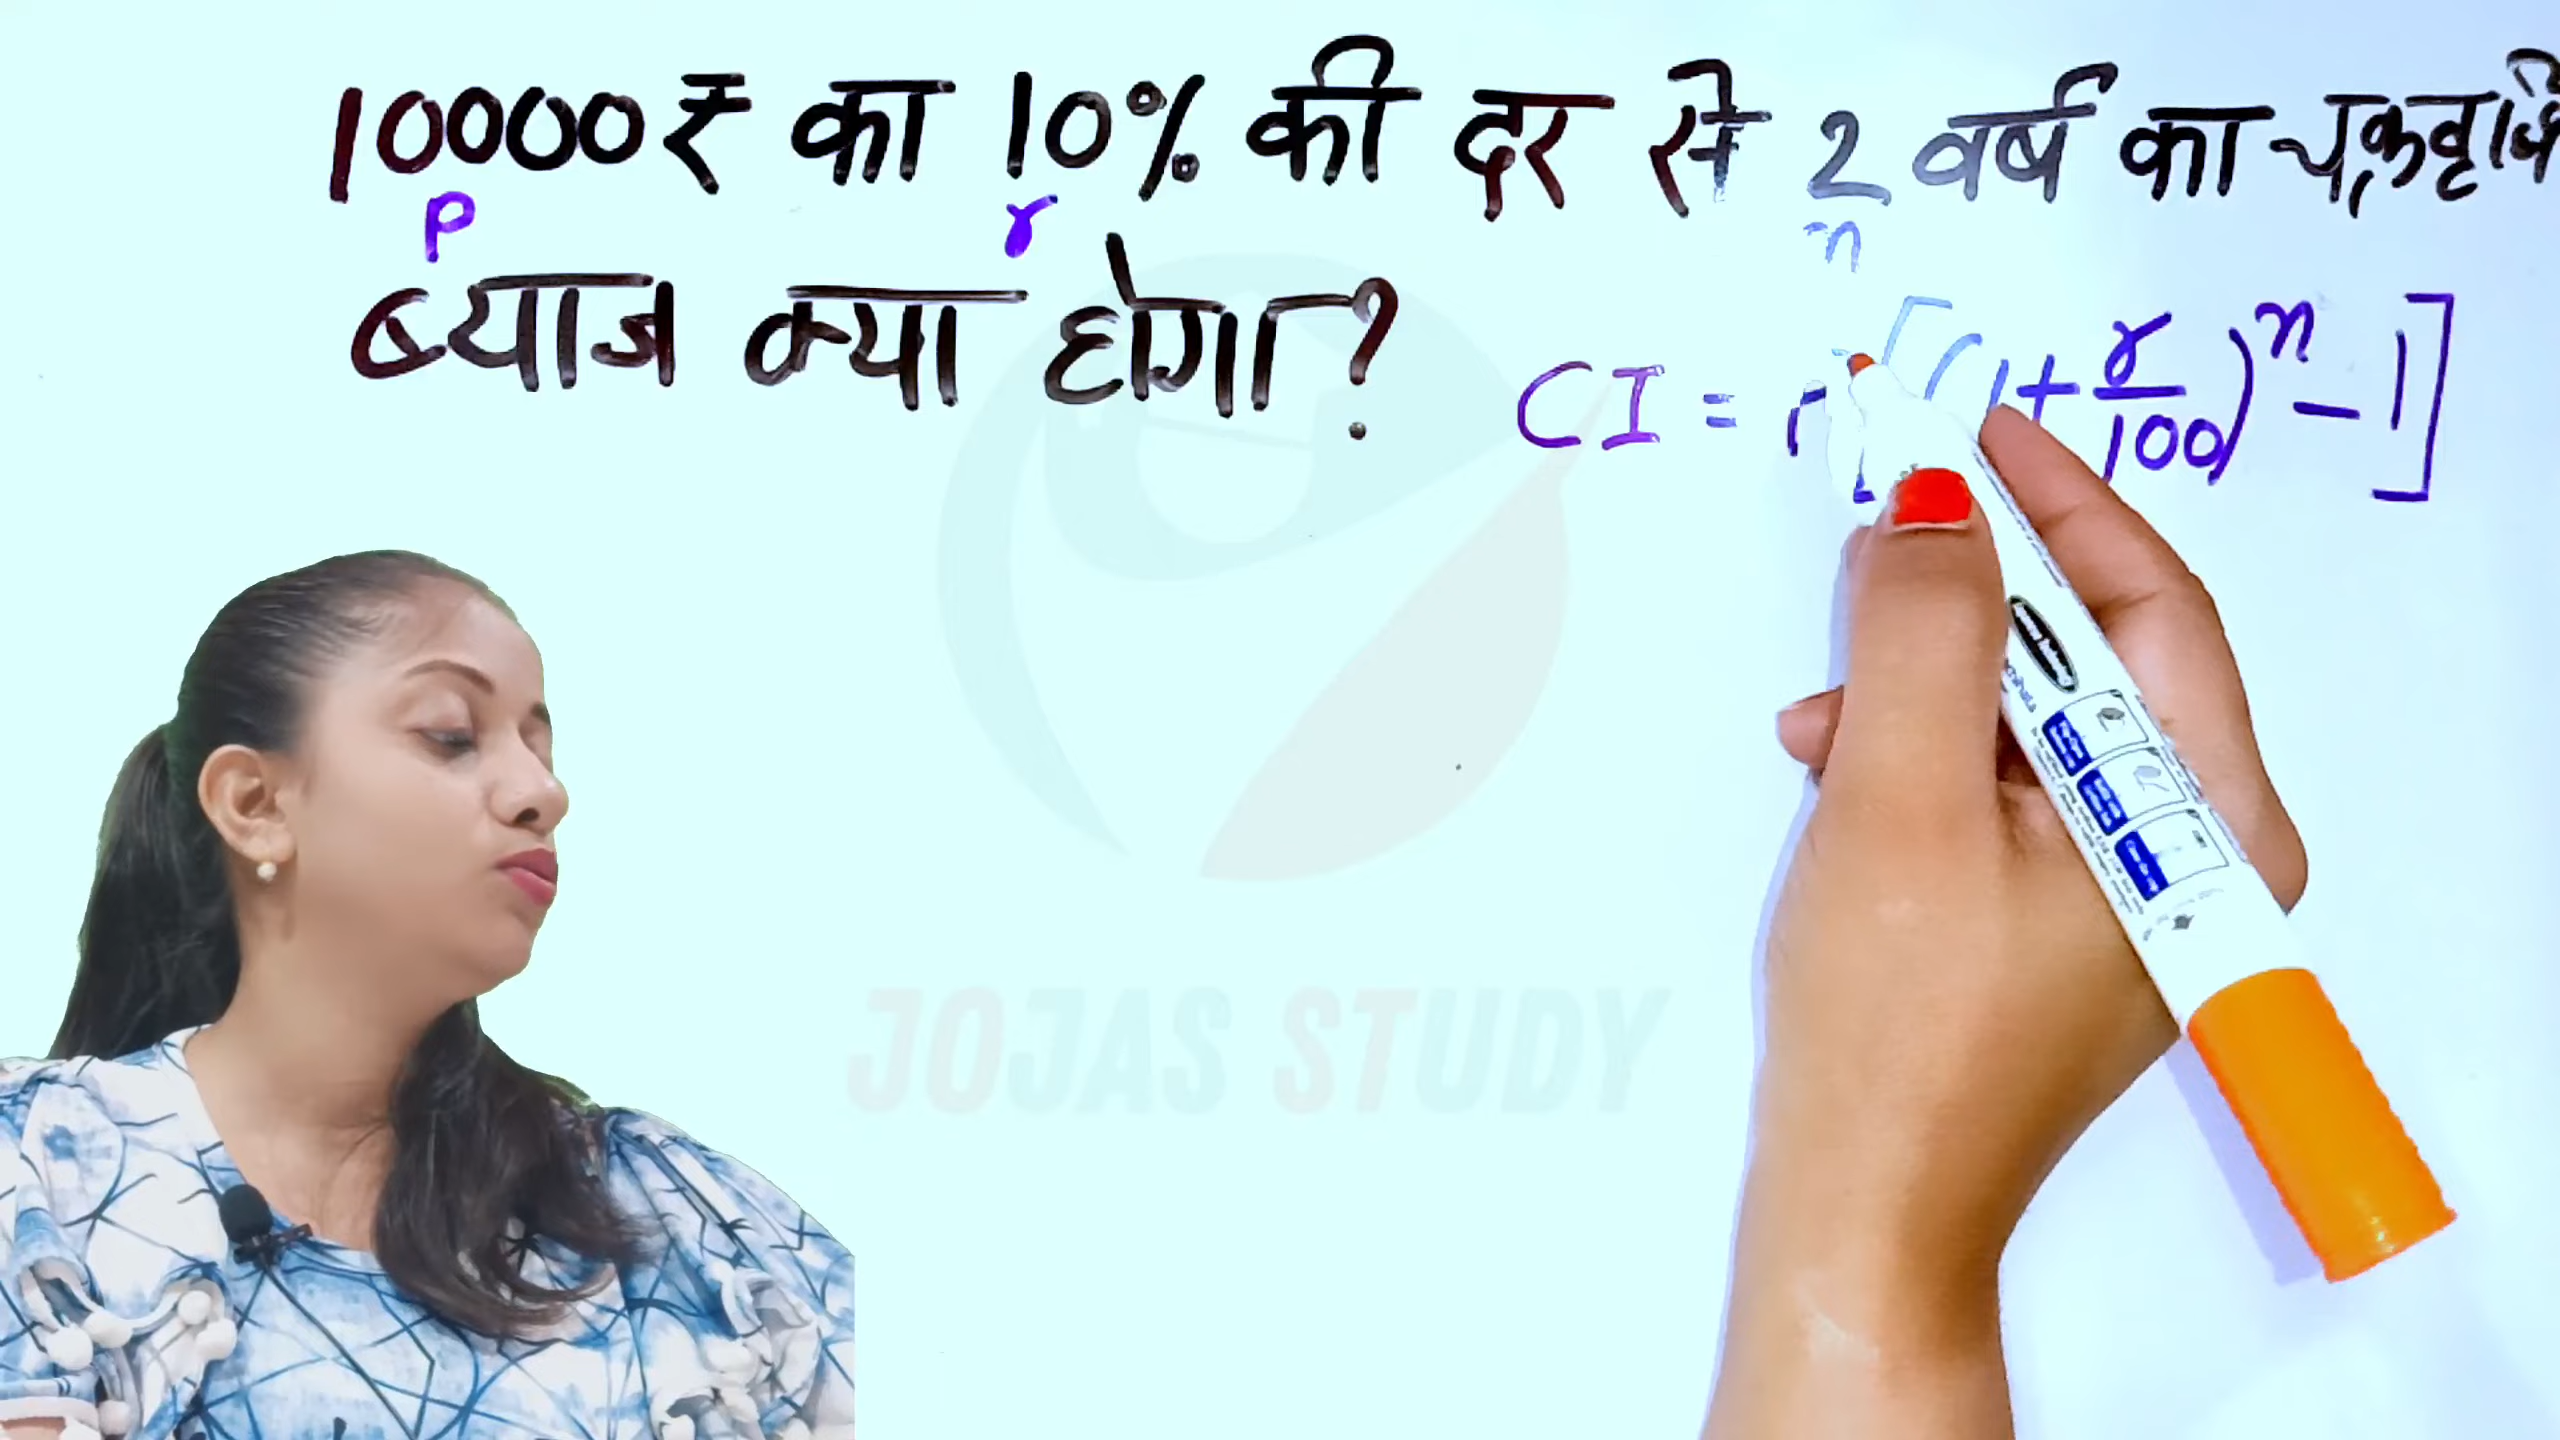 10000₹ का 10% की दर से 2 वर्ष का चक्रवृद्धि
P r n
ब्याज क्या होगा?
CI = [(1+r/100)^n - 1]
JOJAS STUDY